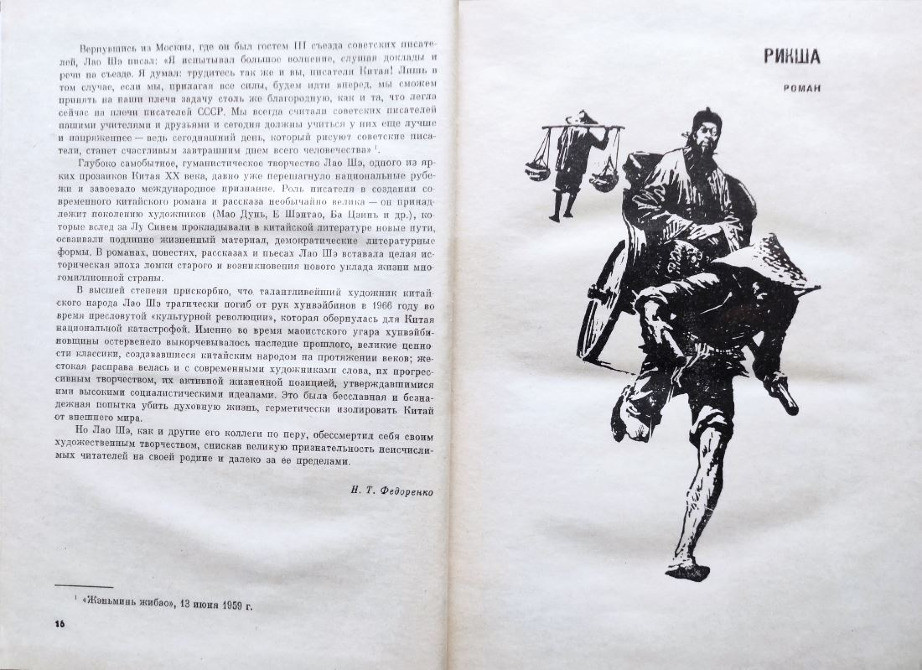 Вернувшись из Москвы, где он был гостем III съезда советских писате-
лей, Лао Шэ писал: «Я испытывал большое волнение, слушая доклады и
речи на съезде. Я думал: трудитесь так же и вы, писатели Китая! Лишь в
том случае, если мы, прилагая все силы, будем идти вперед, мы сможем
принять на наши плечи задачу столь же благородную, как и та, что легла
сейчас на плечи писателей СССР. Мы всегда считали советских писателей
нашими учителями и друзьями и сегодня должны учиться у них еще лучше
и напряженнее — ведь сегодняшний день, который рисуют советские писа-
тели, станет счастливым завтрашним днем всего человечества» ¹.
Глубоко самобытное, гуманистическое творчество Лао Шэ, одного из яр-
ких прозаиков Китая XX века, давно уже перешагнуло национальные рубе-
жи и завоевало международное признание. Роль писателя в создании со-
временного китайского романа и рассказа необычайно велика — он принад-
лежит поколению художников (Мао Дунь, Е Шэнтао, Ба Цзинь и др.), ко-
торые вслед за Лу Синем прокладывали в китайской литературе новые пути,
осваивали подлинно жизненный материал, демократические литературные
формы. В романах, повестях, рассказах и пьесах Лао Шэ вставала целая ис-
торическая эпоха ломки старого и возникновения нового уклада жизни мно-
гомиллионной страны.
В высшей степени прискорбно, что талантливейший художник китай-
ского народа Лао Шэ трагически погиб от рук хунвэйбинов в 1966 году во
время пресловутой «культурной революции», которая обернулась для Китая
национальной катастрофой. Именно во время маоистского угара хунвэйби-
новщины остервенело выкорчевывалось наследие прошлого, великие ценно-
сти классики, создававшиеся китайским народом на протяжении веков; же-
стокая расправа велась и с современными художниками слова, их прогрес-
сивным творчеством, их активной жизненной позицией, утверждавшимися
ими высокими социалистическими идеалами. Это была бесславная и безна-
дежная попытка убить духовную жизнь, герметически изолировать Китай
от внешнего мира.
Но Лао Шэ, как и другие его коллеги по перу, обессмертил себя своим
художественным творчеством, снискав великую признательность неисчисли-
мых читателей на своей родине и далеко за ее пределами.
Н. Т. Федоренко
¹ «Жэньминь жибао», 13 июня 1959 г.
16
РИКША
РОМАН